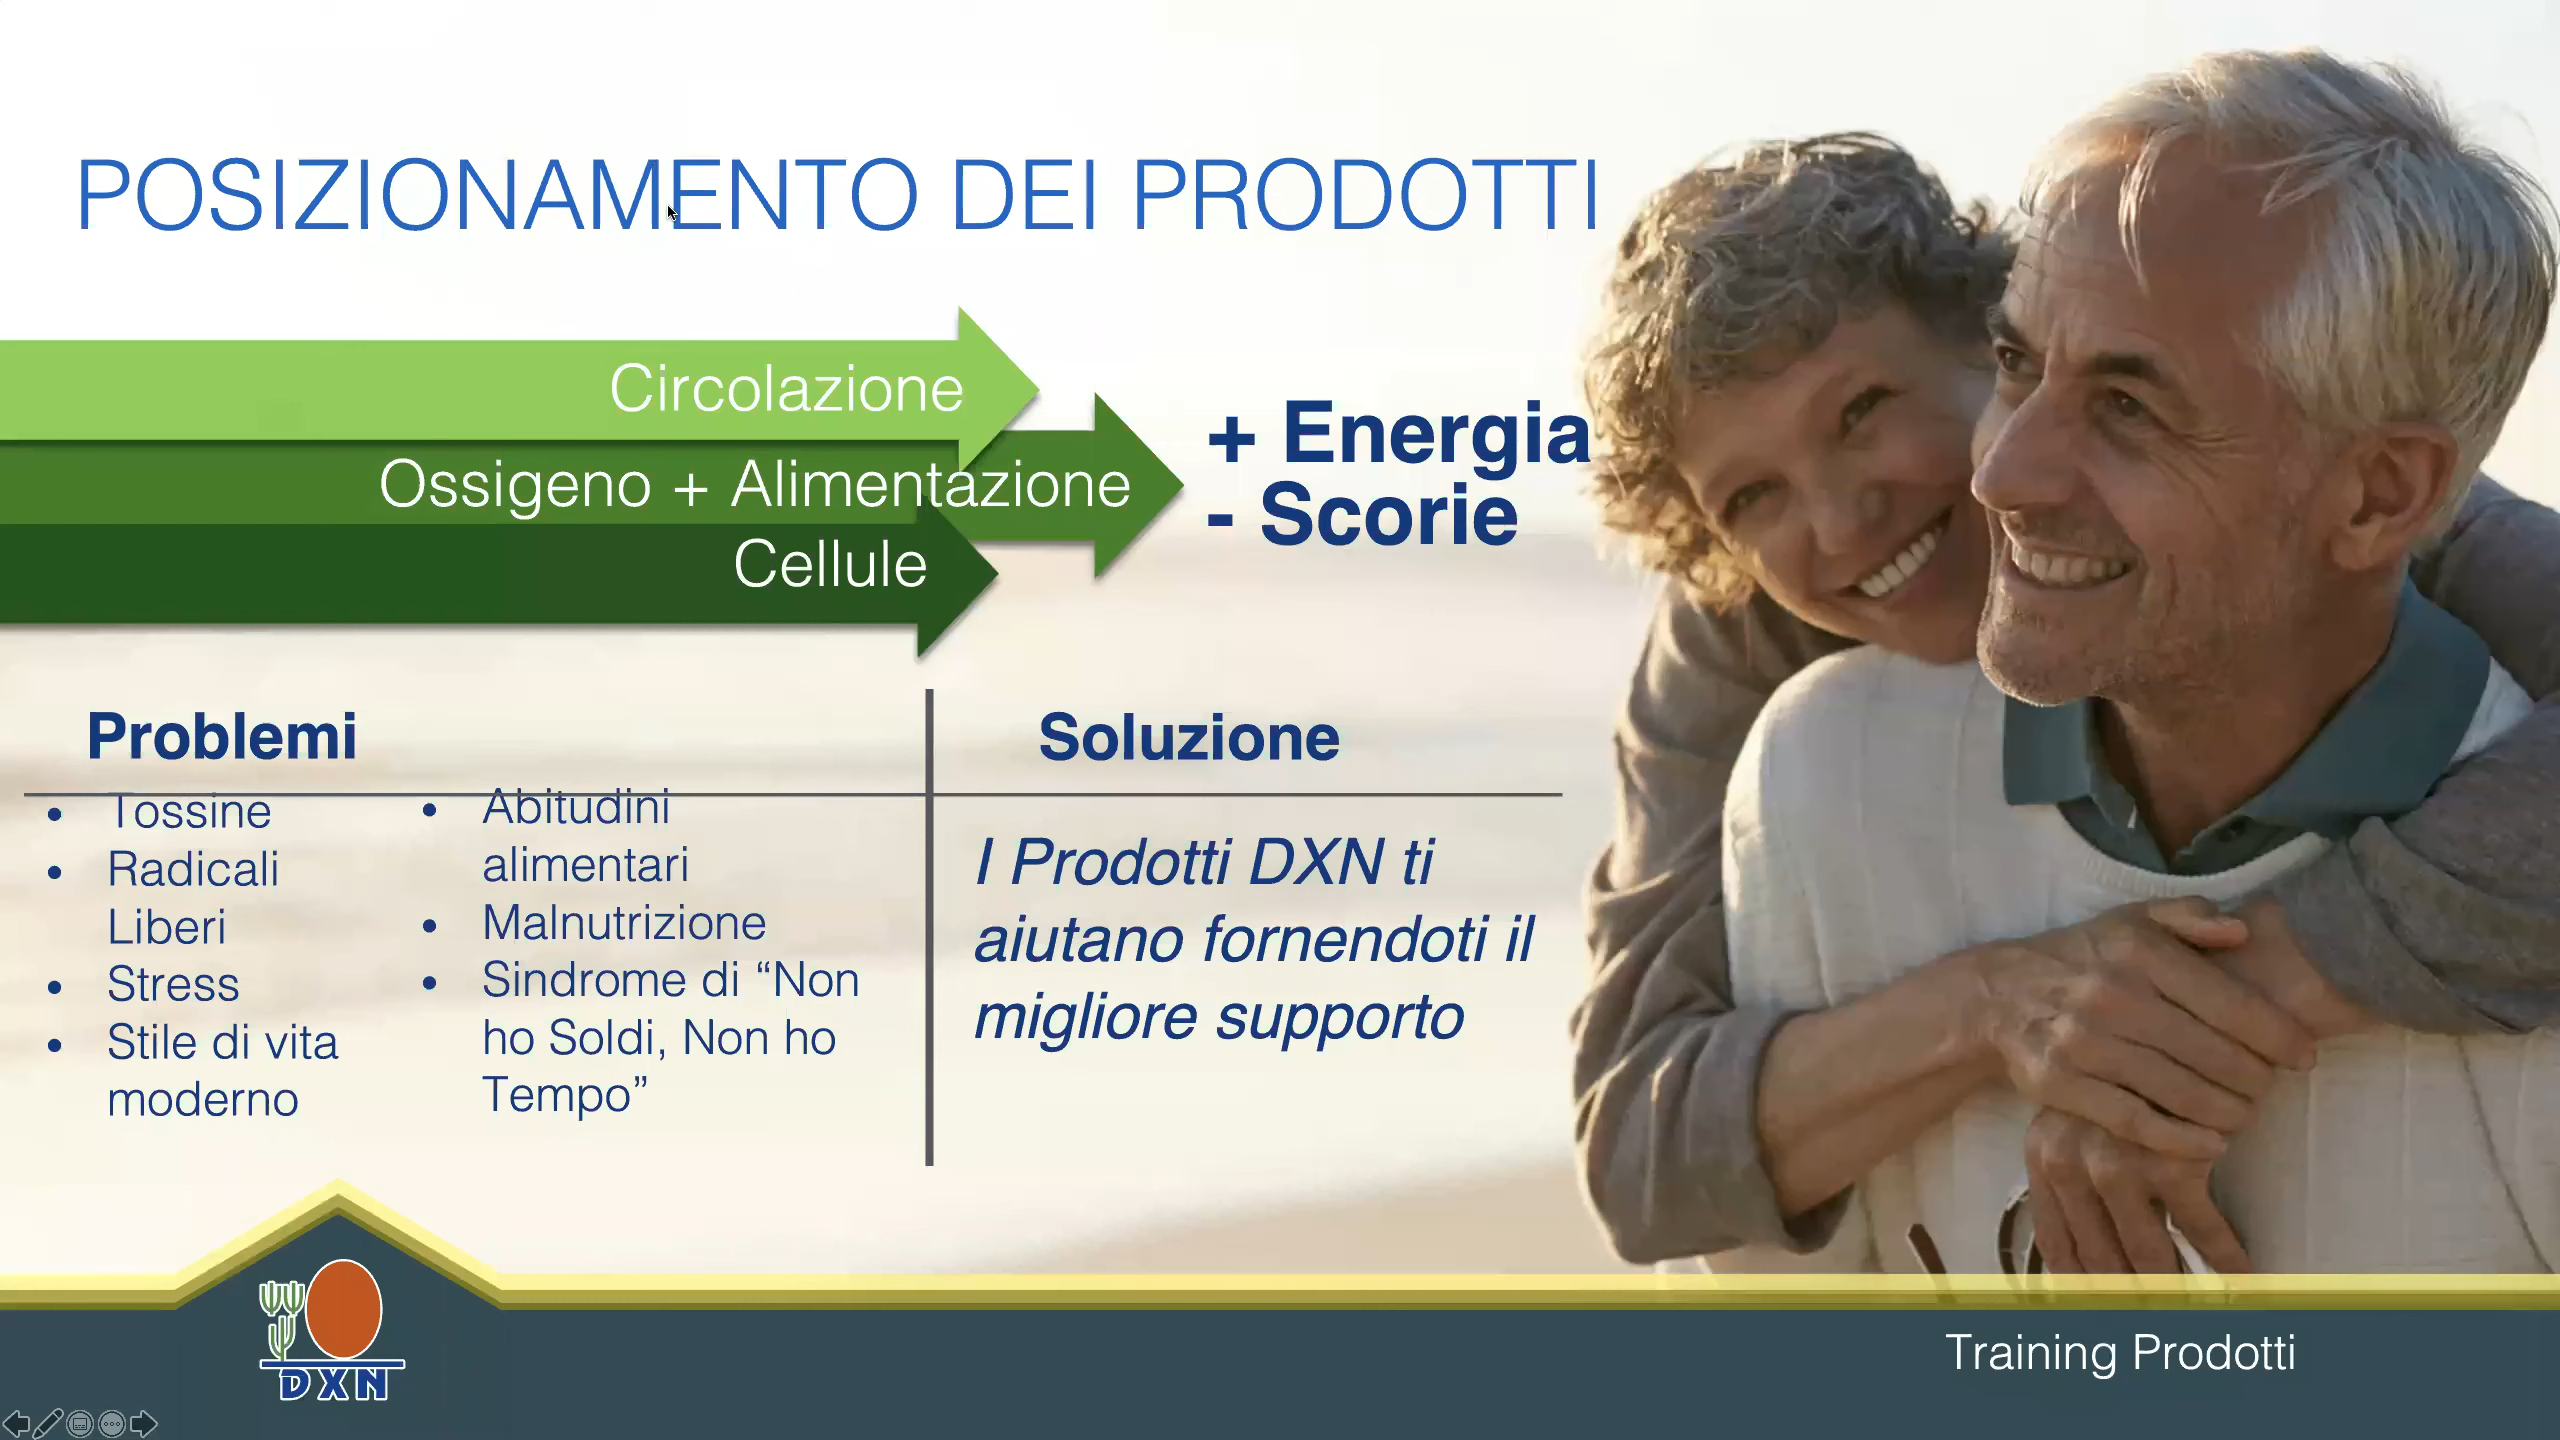 POSIZIONAMENTO DEI PRODOTTI
Circolazione
Ossigeno + Alimentazione
Cellule
+ Energia
- Scorie
Problemi
• Tossine
• Radicali
Liberi
• Stress
• Stile di vita
moderno
• Abitudini
alimentari
• Malnutrizione
• Sindrome di “Non
ho Soldi, Non ho
Tempo”
Soluzione
I Prodotti DXN ti
aiutano fornendoti il
migliore supporto
DXN
Training Prodotti